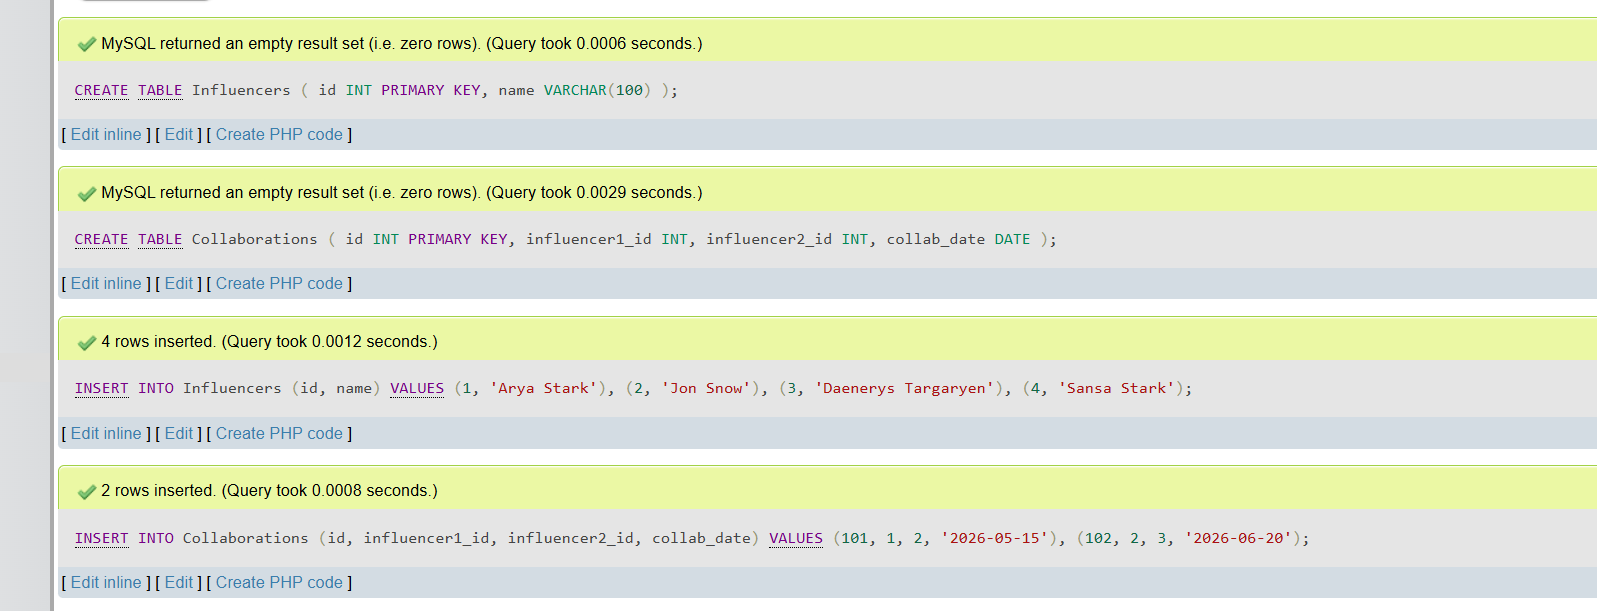 MySQL returned an empty result set (i.e. zero rows). (Query took 0.0006 seconds.)
CREATE TABLE Influencers ( id INT PRIMARY KEY, name VARCHAR(100) );
[ Edit inline ] [ Edit ] [ Create PHP code ]
MySQL returned an empty result set (i.e. zero rows). (Query took 0.0029 seconds.)
CREATE TABLE Collaborations ( id INT PRIMARY KEY, influencer1_id INT, influencer2_id INT, collab_date DATE );
[ Edit inline ] [ Edit ] [ Create PHP code ]
4 rows inserted. (Query took 0.0012 seconds.)
INSERT INTO Influencers (id, name) VALUES (1, 'Arya Stark'), (2, 'Jon Snow'), (3, 'Daenerys Targaryen'), (4, 'Sansa Stark');
[ Edit inline ] [ Edit ] [ Create PHP code ]
2 rows inserted. (Query took 0.0008 seconds.)
INSERT INTO Collaborations (id, influencer1_id, influencer2_id, collab_date) VALUES (101, 1, 2, '2026-05-15'), (102, 2, 3, '2026-06-20');
[ Edit inline ] [ Edit ] [ Create PHP code ]